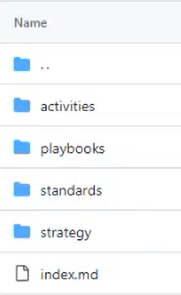 Name
..
activities
playbooks
standards
strategy
index.md